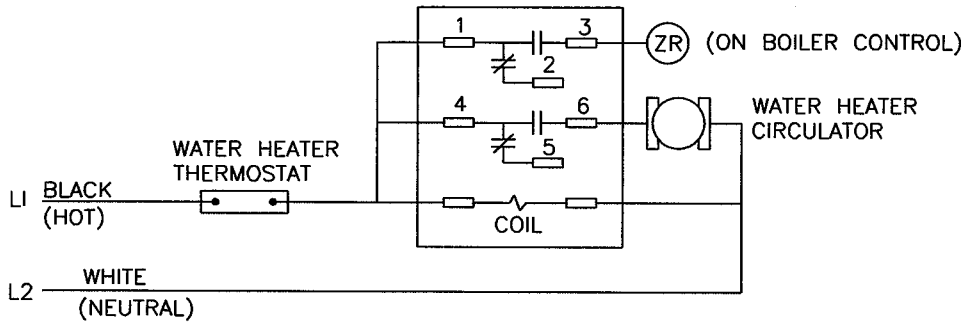 1
3
ZR
(ON BOILER CONTROL)
2
4
6
WATER HEATER
CIRCULATOR
5
WATER HEATER
THERMOSTAT
L1
BLACK
(HOT)
COIL
L2
WHITE
(NEUTRAL)